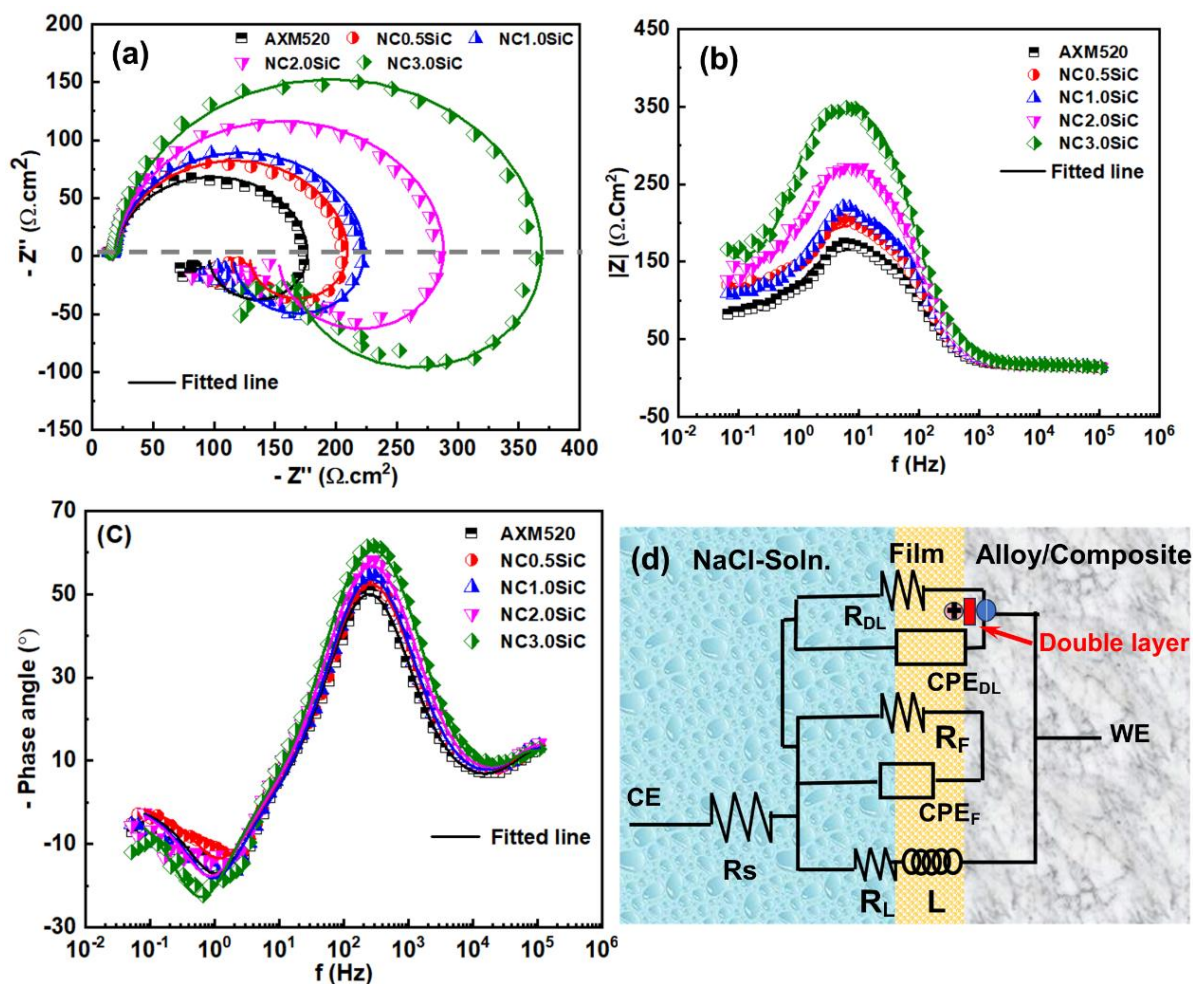 (a)
AXM520 NC0.5SiC NC1.0SiC
NC2.0SiC NC3.0SiC
200
150
100
50
0
-50
-100
-150
- Z'' (Ω.cm²)
Fitted line
0 50 100 150 200 250 300 350 400
- Z'' (Ω.cm²)
(b)
AXM520
NC0.5SiC
NC1.0SiC
NC2.0SiC
NC3.0SiC
Fitted line
450
350
250
150
50
-50
|Z| (Ω.Cm²)
10⁻² 10⁻¹ 10⁰ 10¹ 10² 10³ 10⁴ 10⁵ 10⁶
f (Hz)
(c)
AXM520
NC0.5SiC
NC1.0SiC
NC2.0SiC
NC3.0SiC
Fitted line
70
50
30
10
-10
-30
- Phase angle (°)
10⁻² 10⁻¹ 10⁰ 10¹ 10² 10³ 10⁴ 10⁵ 10⁶
f (Hz)
(d) NaCl-Soln. Film Alloy/Composite
R_DL
Double layer
CPE_DL
R_F
WE
CPE_F
CE
Rs
R_L L